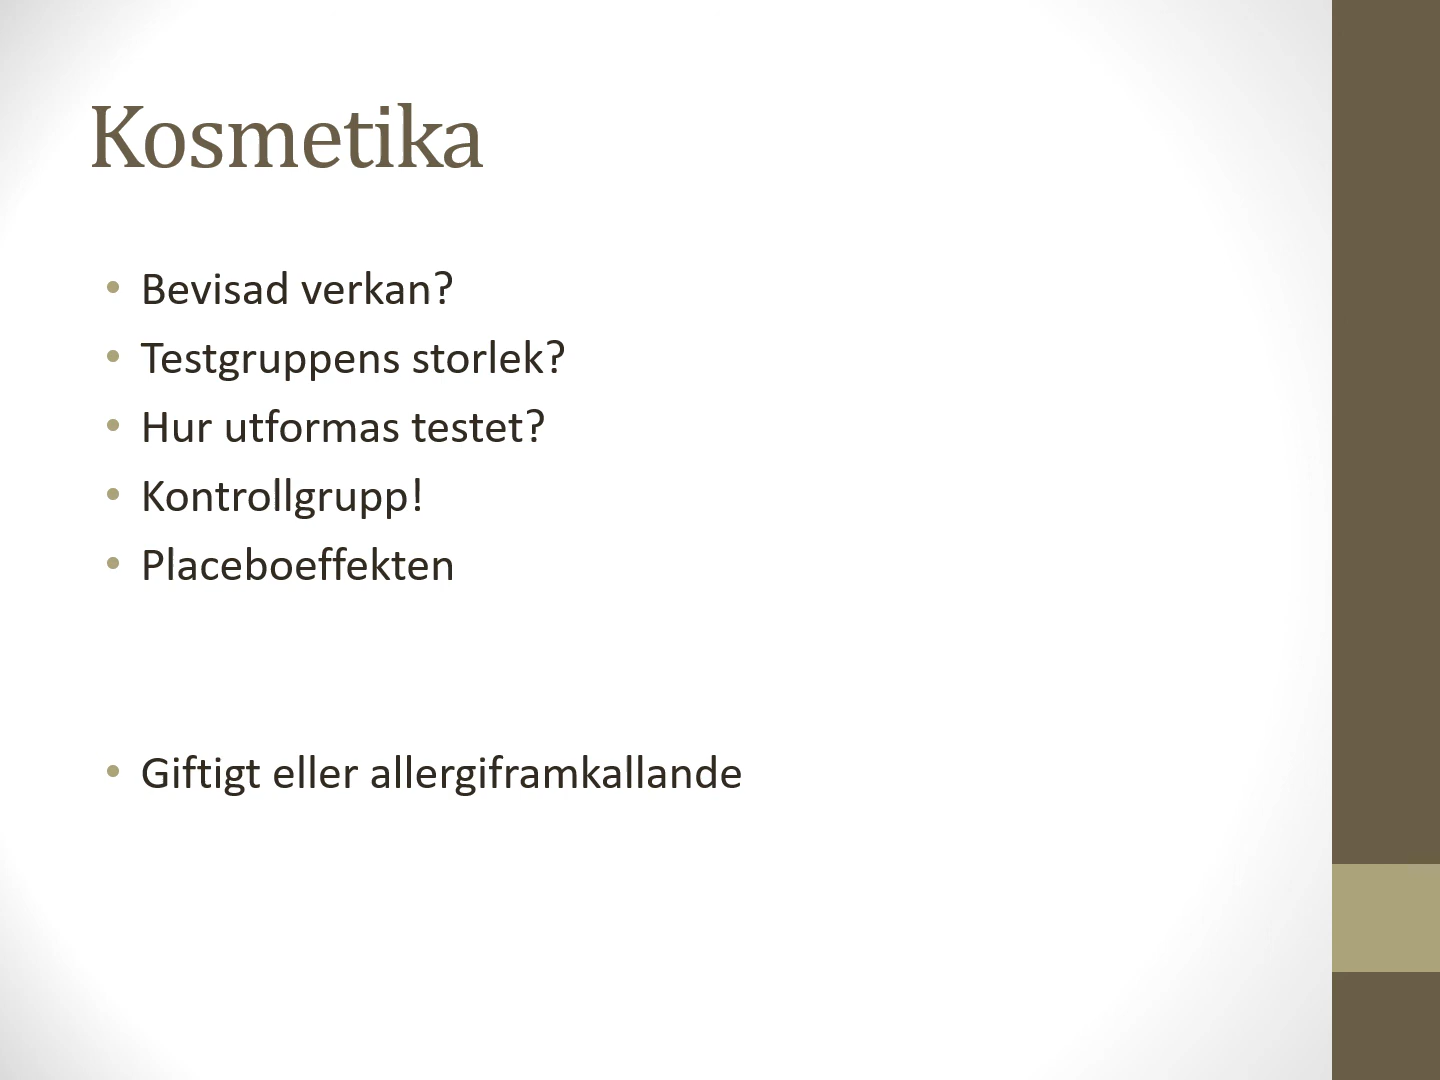 Kosmetika
• Bevisad verkan?
• Testgruppens storlek?
• Hur utformas testet?
• Kontrollgrupp!
• Placeboeffekten
• Giftigt eller allergiframkallande